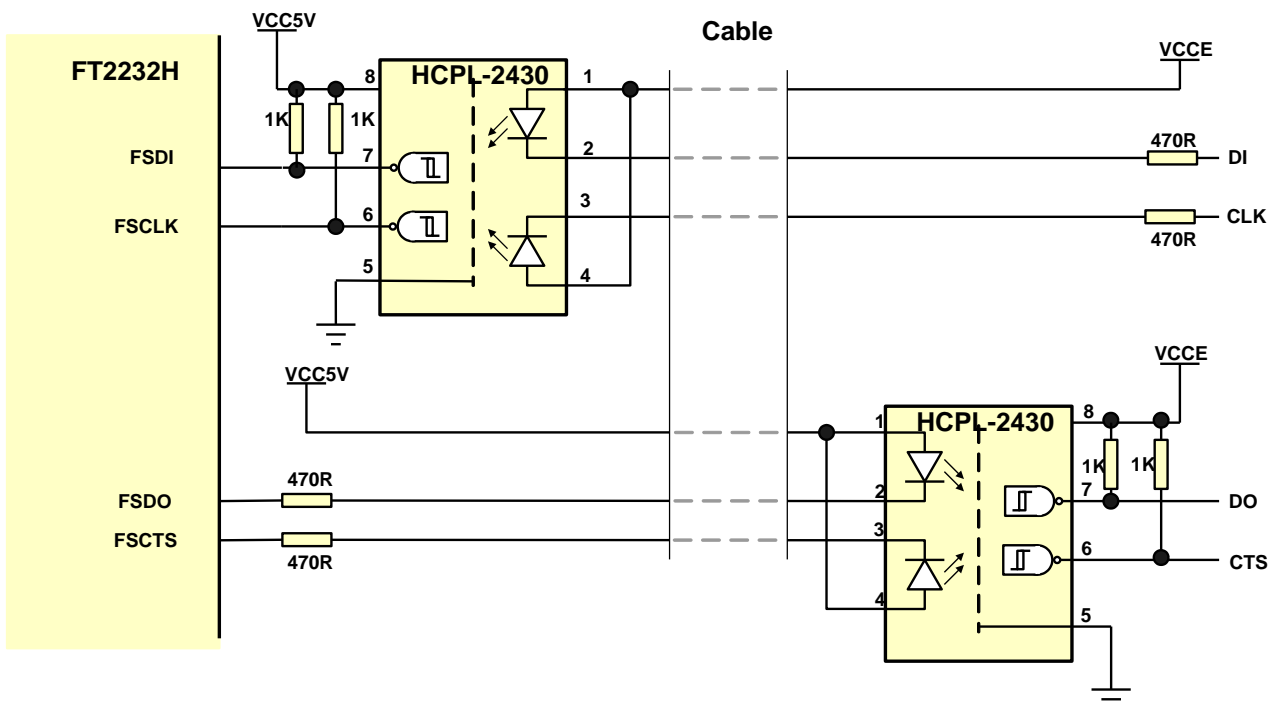 VCC5V
Cable
VCCE
FT2232H
8
HCPL-2430
1
1K
1K
470R
FSDI
7
2
DI
3
FSCLK
6
CLK
470R
5
4
VCC5V
VCCE
8
1
HCPL-2430
1K
1K
470R
2
7
FSDO
DO
3
FSCTS
6
CTS
470R
4
5